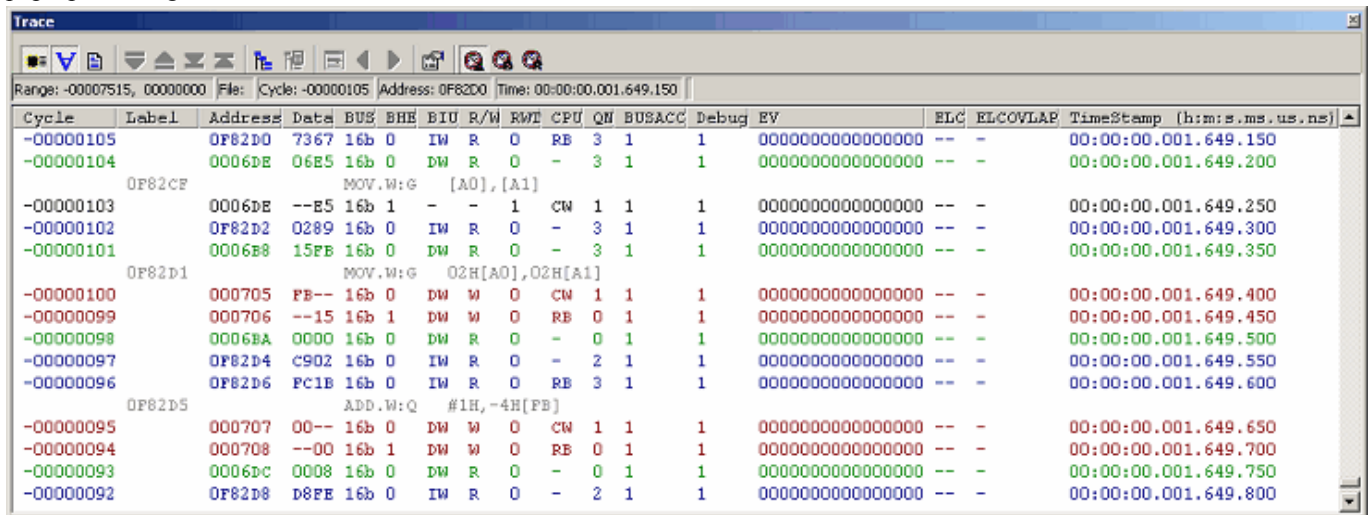 Trace
Range: -00007515, 00000000 File: Cycle: -00000105 Address: 0F82D0 Time: 00:00:00.001.649.150
Cycle Label Address Data BUS BHE BIU R/W RWT CPU QN BUSACC Debug EV ELC ELCOVLAP TimeStamp (h:m:s.ms.us.ns)
-00000105 0F82D0 7367 16b 0 IW R 0 RB 3 1 1 0000000000000000 -- - 00:00:00.001.649.150
-00000104 0006DE 06E5 16b 0 DW R 0 - 3 1 1 0000000000000000 -- - 00:00:00.001.649.200
0F82CF MOV.W:G [A0],[A1]
-00000103 0006DE --E5 16b 1 - - 1 CW 1 1 1 0000000000000000 -- - 00:00:00.001.649.250
-00000102 0F82D2 0289 16b 0 IW R 0 - 3 1 1 0000000000000000 -- - 00:00:00.001.649.300
-00000101 0006B8 15FB 16b 0 DW R 0 - 3 1 1 0000000000000000 -- - 00:00:00.001.649.350
0F82D1 MOV.W:G 02H[A0],02H[A1]
-00000100 000705 FB-- 16b 0 DW W 0 CW 1 1 1 0000000000000000 -- - 00:00:00.001.649.400
-00000099 000706 --15 16b 1 DW W 0 RB 0 1 1 0000000000000000 -- - 00:00:00.001.649.450
-00000098 0006BA 0000 16b 0 DW R 0 - 0 1 1 0000000000000000 -- - 00:00:00.001.649.500
-00000097 0F82D4 C902 16b 0 IW R 0 - 2 1 1 0000000000000000 -- - 00:00:00.001.649.550
-00000096 0F82D6 FC1B 16b 0 IW R 0 RB 3 1 1 0000000000000000 -- - 00:00:00.001.649.600
0F82D5 ADD.W:Q #1H,-4H[FB]
-00000095 000707 00-- 16b 0 DW W 0 CW 1 1 1 0000000000000000 -- - 00:00:00.001.649.650
-00000094 000708 --00 16b 1 DW W 0 RB 0 1 1 0000000000000000 -- - 00:00:00.001.649.700
-00000093 0006DC 0008 16b 0 DW R 0 - 0 1 1 0000000000000000 -- - 00:00:00.001.649.750
-00000092 0F82D8 D8FE 16b 0 IW R 0 - 2 1 1 0000000000000000 -- - 00:00:00.001.649.800